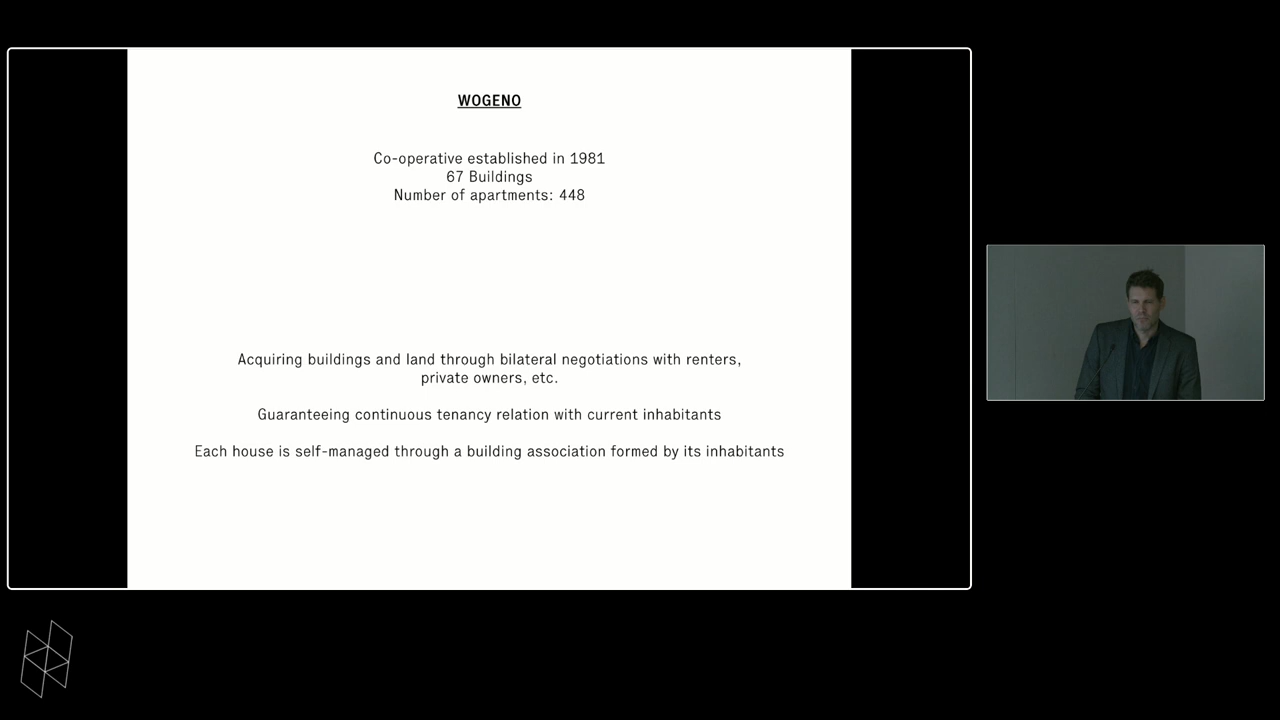 WOGENO
Co-operative established in 1981
67 Buildings
Number of apartments: 448
Acquiring buildings and land through bilateral negotiations with renters,
private owners, etc.
Guaranteeing continuous tenancy relation with current inhabitants
Each house is self-managed through a building association formed by its inhabitants